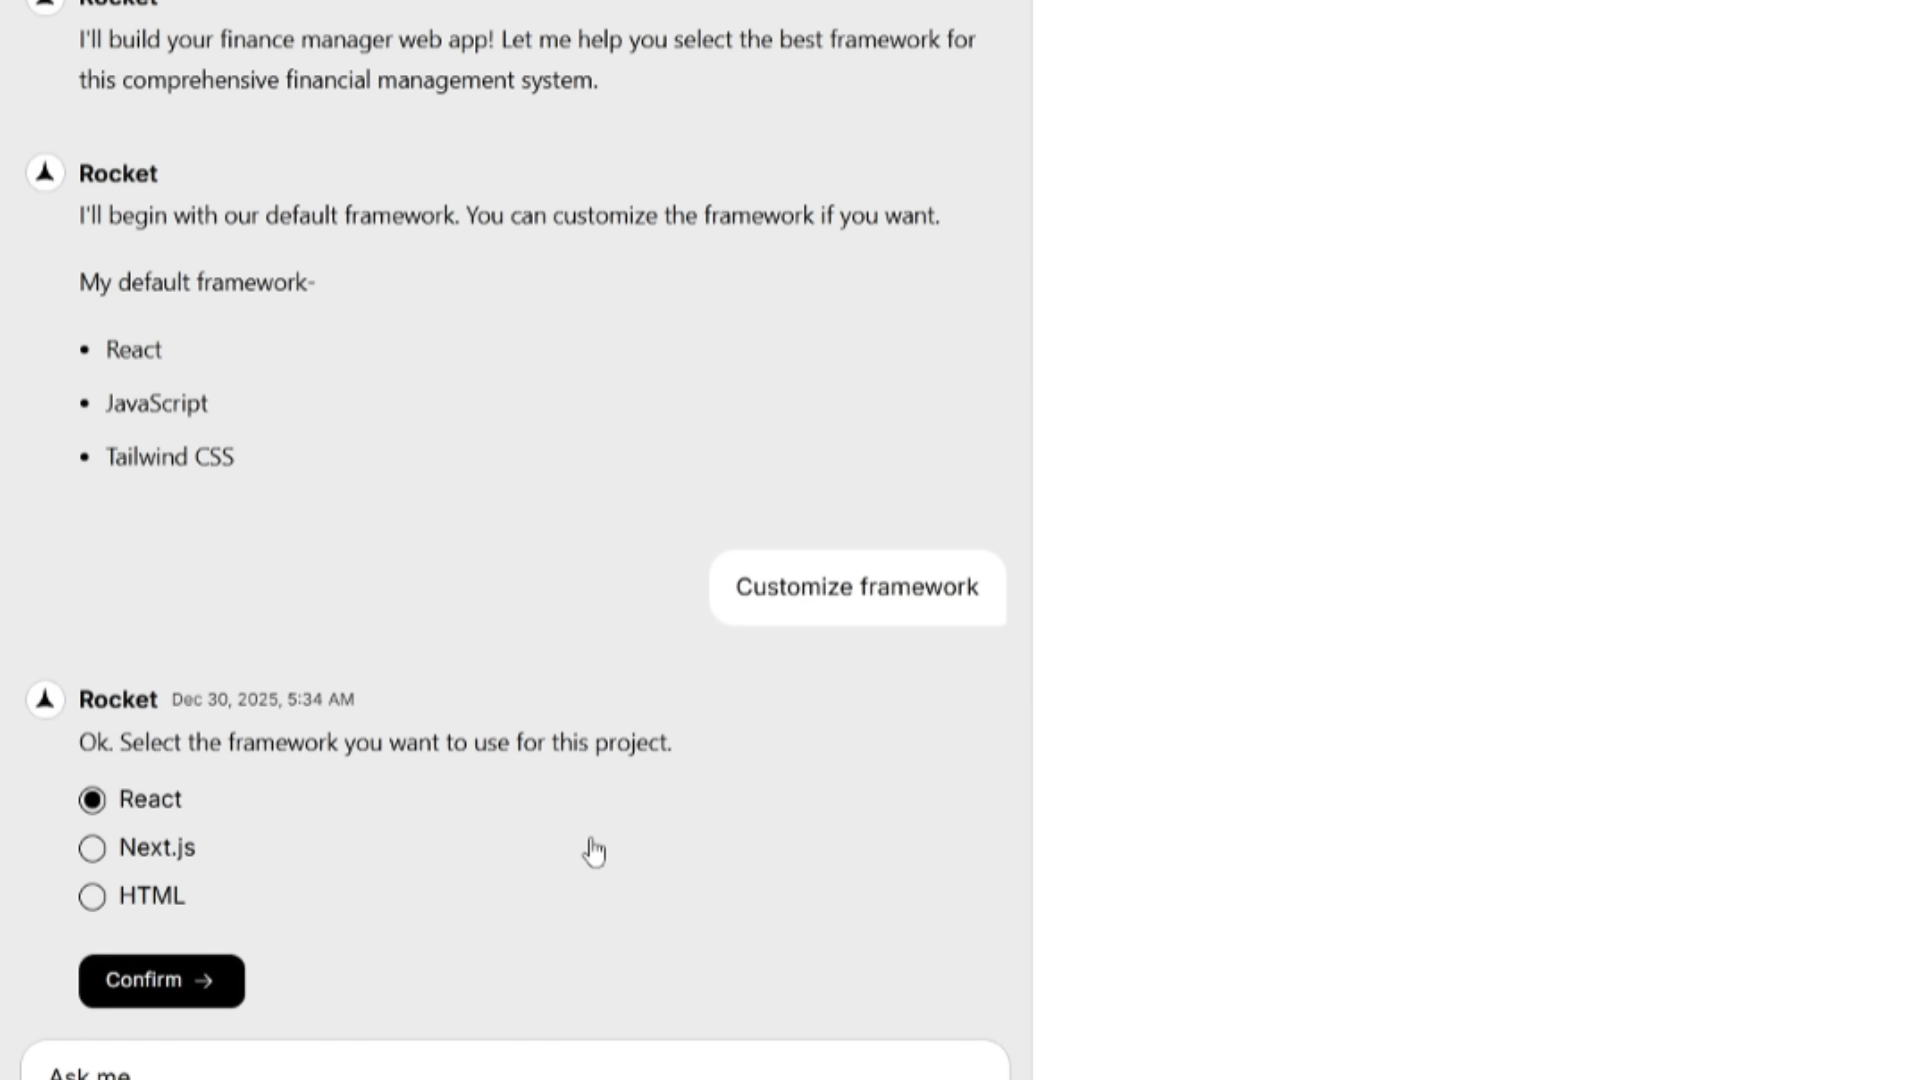 Rocket
I'll build your finance manager web app! Let me help you select the best framework for
this comprehensive financial management system.
Rocket
I'll begin with our default framework. You can customize the framework if you want.
My default framework-
• React
• JavaScript
• Tailwind CSS
Customize framework
Rocket Dec 30, 2025, 5:34 AM
Ok. Select the framework you want to use for this project.
React
Next.js
HTML
Confirm →
Ask me